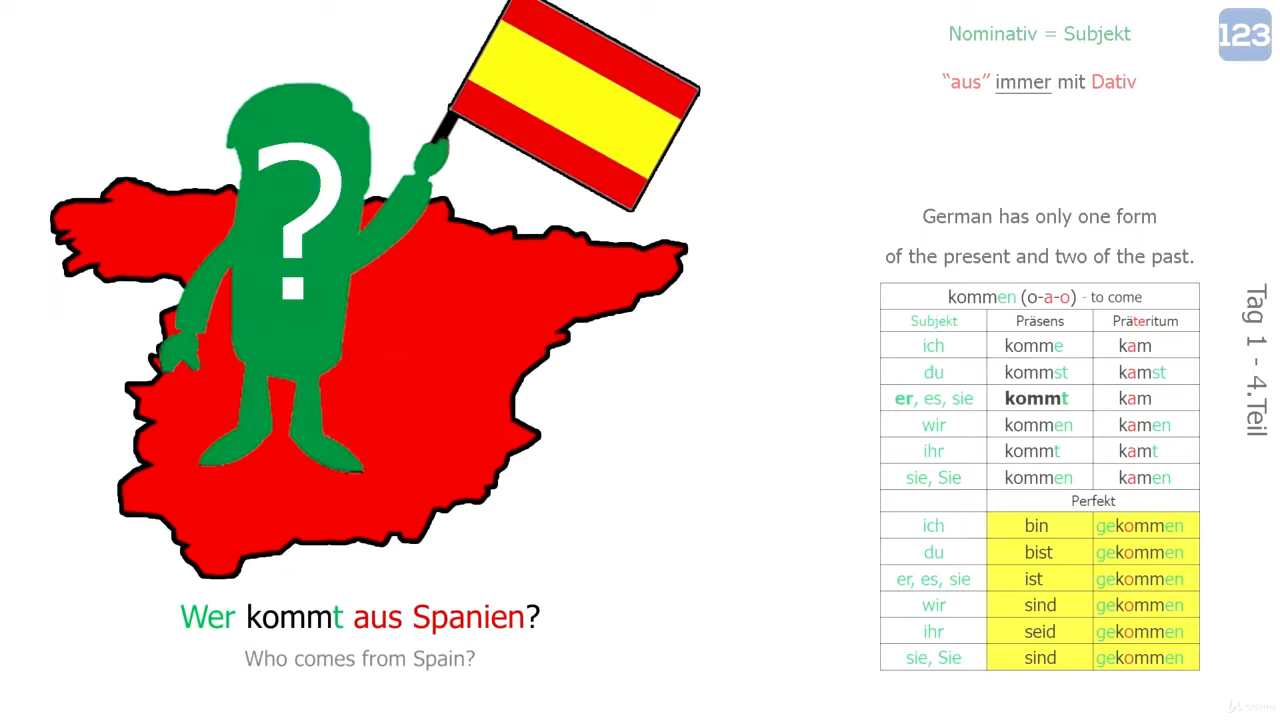 Nominativ = Subjekt
123
“aus” immer mit Dativ
?
German has only one form
of the present and two of the past.
kommen (o-a-o) - to come
Subjekt Präsens Präteritum
ich komme kam
du kommst kamst
er, es, sie kommt kam
wir kommen kamen
ihr kommt kamt
sie, Sie kommen kamen
Perfekt
ich bin gekommen
du bist gekommen
er, es, sie ist gekommen
wir sind gekommen
ihr seid gekommen
sie, Sie sind gekommen
Tag 1 - 4.Teil
Wer kommt aus Spanien?
Who comes from Spain?